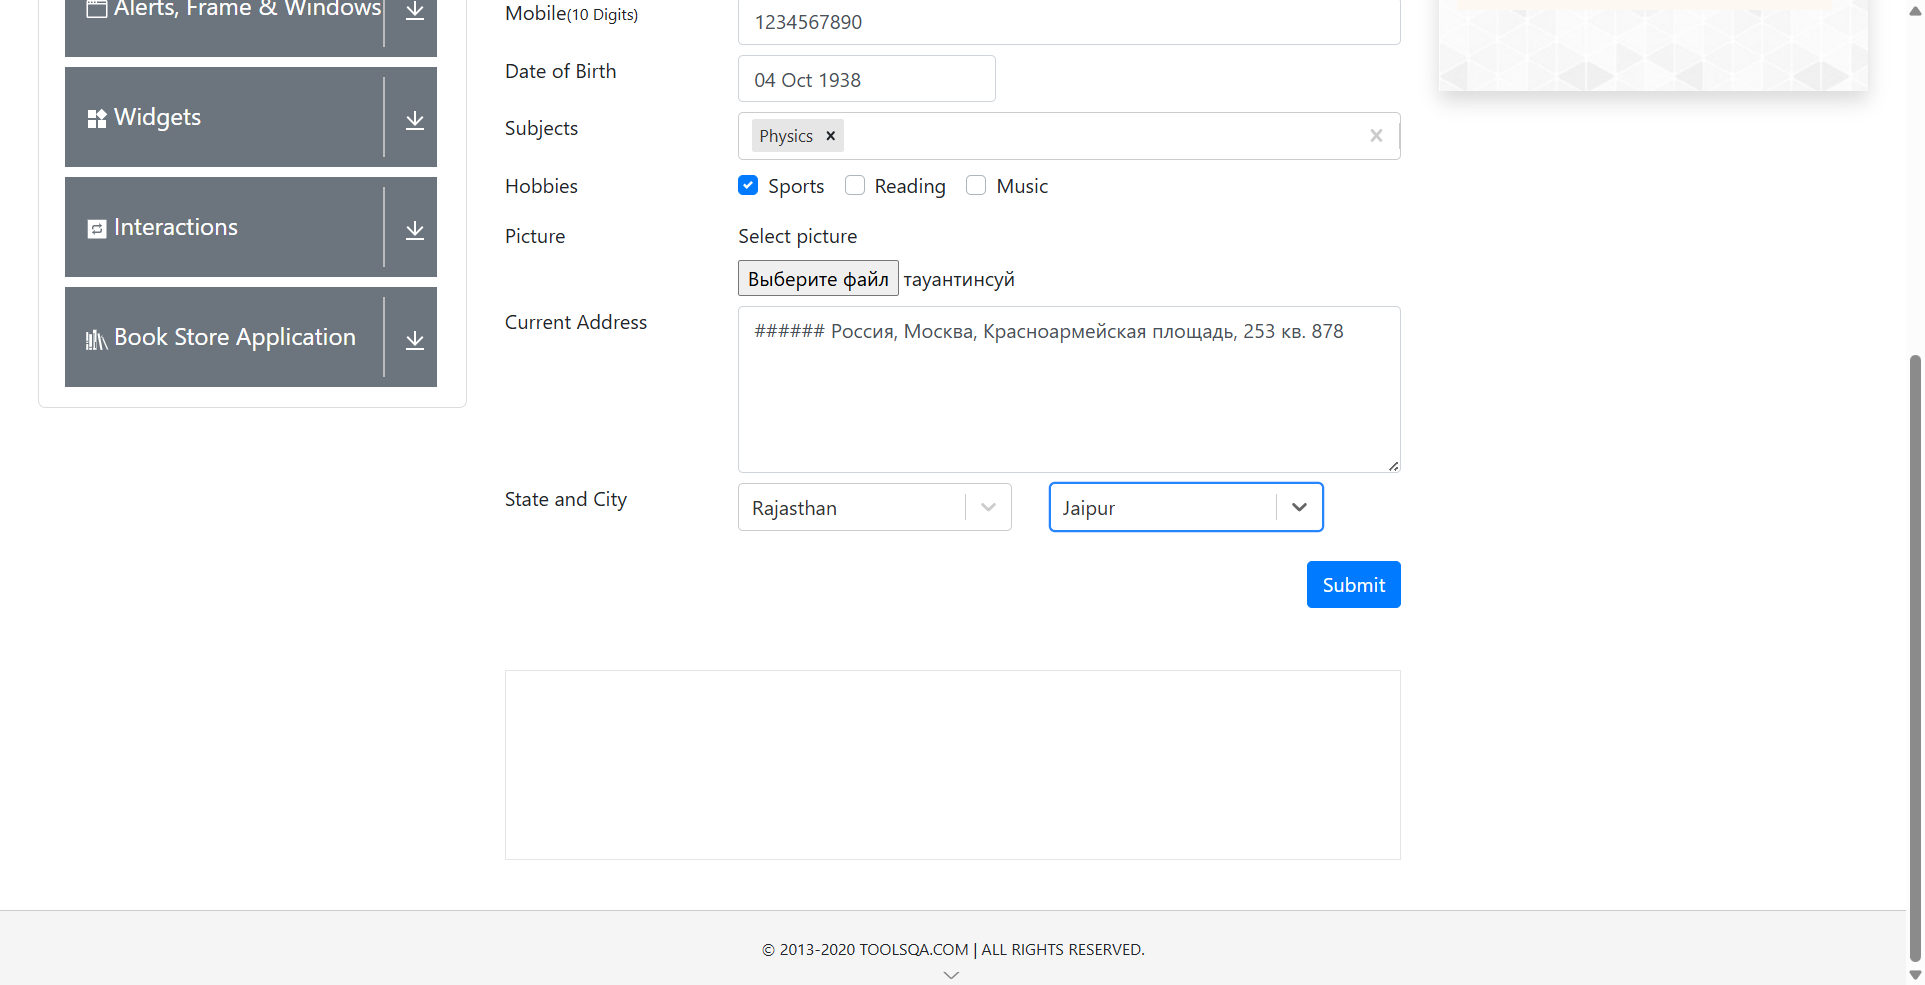 Alerts, Frame & Windows
Widgets
Interactions
Book Store Application
Mobile(10 Digits)
1234567890
Date of Birth
04 Oct 1938
Subjects
Physics
Hobbies
Sports
Reading
Music
Picture
Select picture
Выберите файл тауантинсуй
Current Address
###### Россия, Москва, Красноармейская площадь, 253 кв. 878
State and City
Rajasthan
Jaipur
Submit
© 2013-2020 TOOLSQA.COM | ALL RIGHTS RESERVED.